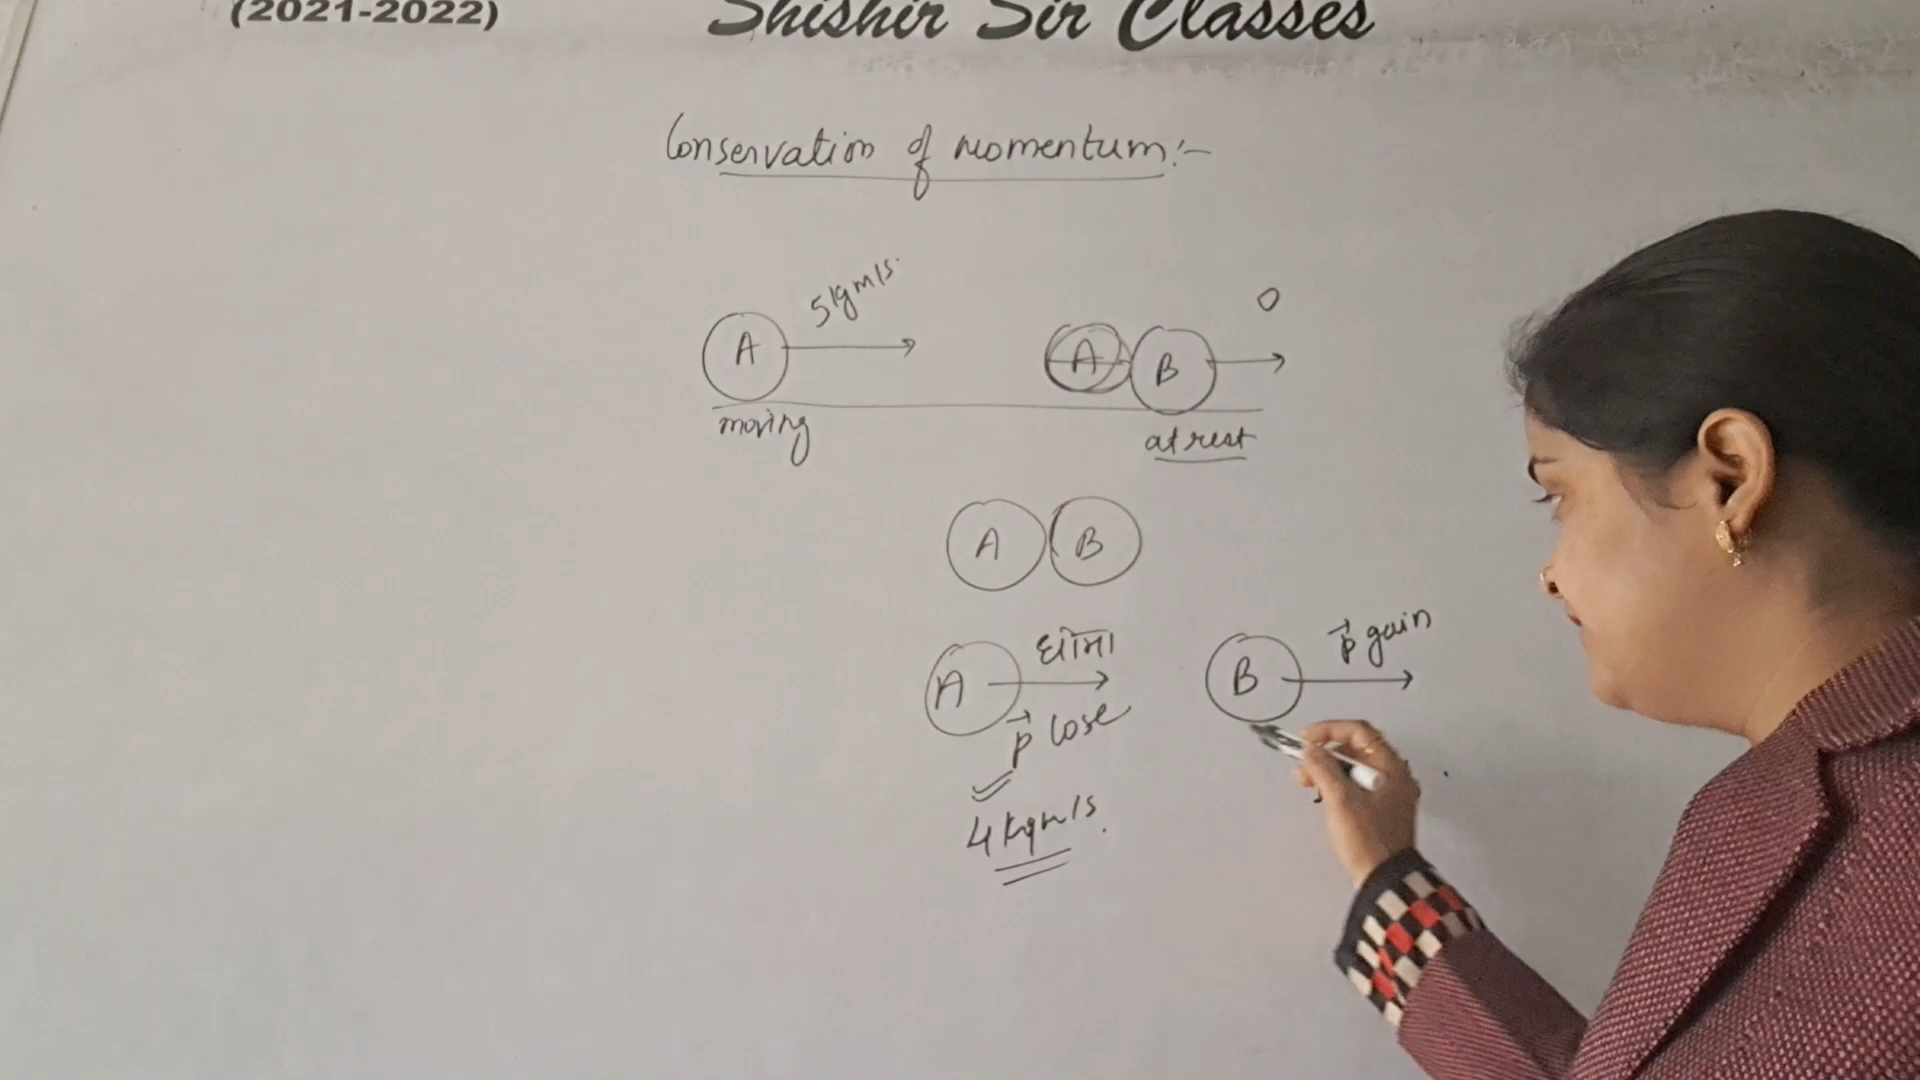 (2021-2022) Shishir Sir Classes
Conservation of momentum:-
5kgm/s. 0
A A B
moving at rest
A B
A धीमा B p⃗ gain
p⃗ lose
4kgm/s.